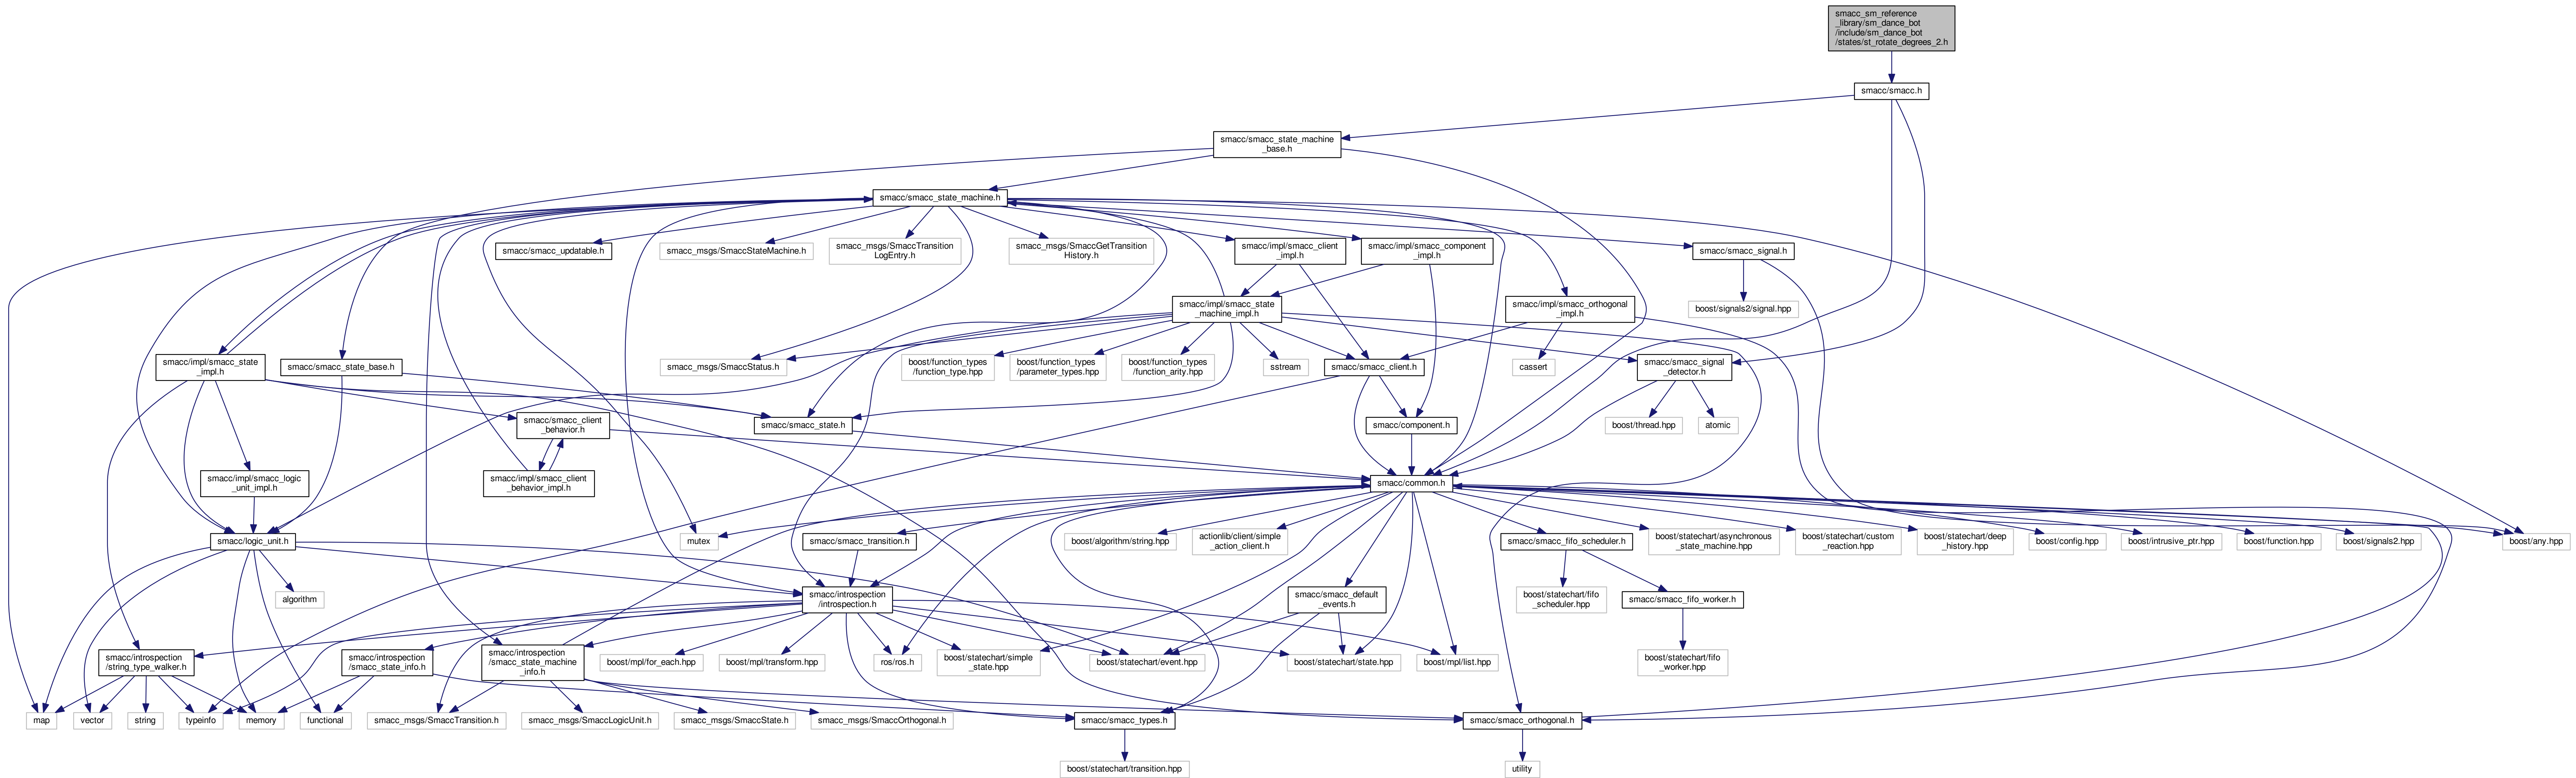 smacc_sm_reference
_library/sm_dance_bot
/include/sm_dance_bot
/states/st_rotate_degrees_2.h
smacc/smacc.h
smacc/smacc_state_machine
_base.h
smacc/smacc_state_machine.h
smacc/smacc_updatable.h
smacc_msgs/SmaccStateMachine.h
smacc_msgs/SmaccTransition
LogEntry.h
smacc_msgs/SmaccGetTransition
History.h
smacc/impl/smacc_client
_impl.h
smacc/impl/smacc_component
_impl.h
smacc/smacc_signal.h
smacc/impl/smacc_state
_machine_impl.h
smacc/impl/smacc_orthogonal
_impl.h
boost/signals2/signal.hpp
smacc/impl/smacc_state
_impl.h
smacc/smacc_state_base.h
smacc_msgs/SmaccStatus.h
boost/function_types
/function_type.hpp
boost/function_types
/parameter_types.hpp
boost/function_types
/function_arity.hpp
sstream
smacc/smacc_client.h
cassert
smacc/smacc_signal
_detector.h
smacc/smacc_client
_behavior.h
smacc/smacc_state.h
smacc/component.h
boost/thread.hpp
atomic
smacc/impl/smacc_logic
_unit_impl.h
smacc/impl/smacc_client
_behavior_impl.h
smacc/common.h
smacc/logic_unit.h
mutex
smacc/smacc_transition.h
boost/algorithm/string.hpp
actionlib/client/simple
_action_client.h
smacc/smacc_fifo_scheduler.h
boost/statechart/asynchronous
_state_machine.hpp
boost/statechart/custom
_reaction.hpp
boost/statechart/deep
_history.hpp
boost/config.hpp
boost/intrusive_ptr.hpp
boost/function.hpp
boost/signals2.hpp
boost/any.hpp
algorithm
smacc/introspection
/introspection.h
smacc/smacc_default
_events.h
boost/statechart/fifo
_scheduler.hpp
smacc/smacc_fifo_worker.h
smacc/introspection
/string_type_walker.h
smacc/introspection
/smacc_state_info.h
smacc/introspection
/smacc_state_machine
_info.h
boost/mpl/for_each.hpp
boost/mpl/transform.hpp
ros/ros.h
boost/statechart/simple
_state.hpp
boost/statechart/event.hpp
boost/statechart/state.hpp
boost/mpl/list.hpp
boost/statechart/fifo
_worker.hpp
map
vector
string
typeinfo
memory
functional
smacc_msgs/SmaccTransition.h
smacc_msgs/SmaccLogicUnit.h
smacc_msgs/SmaccState.h
smacc_msgs/SmaccOrthogonal.h
smacc/smacc_types.h
smacc/smacc_orthogonal.h
boost/statechart/transition.hpp
utility